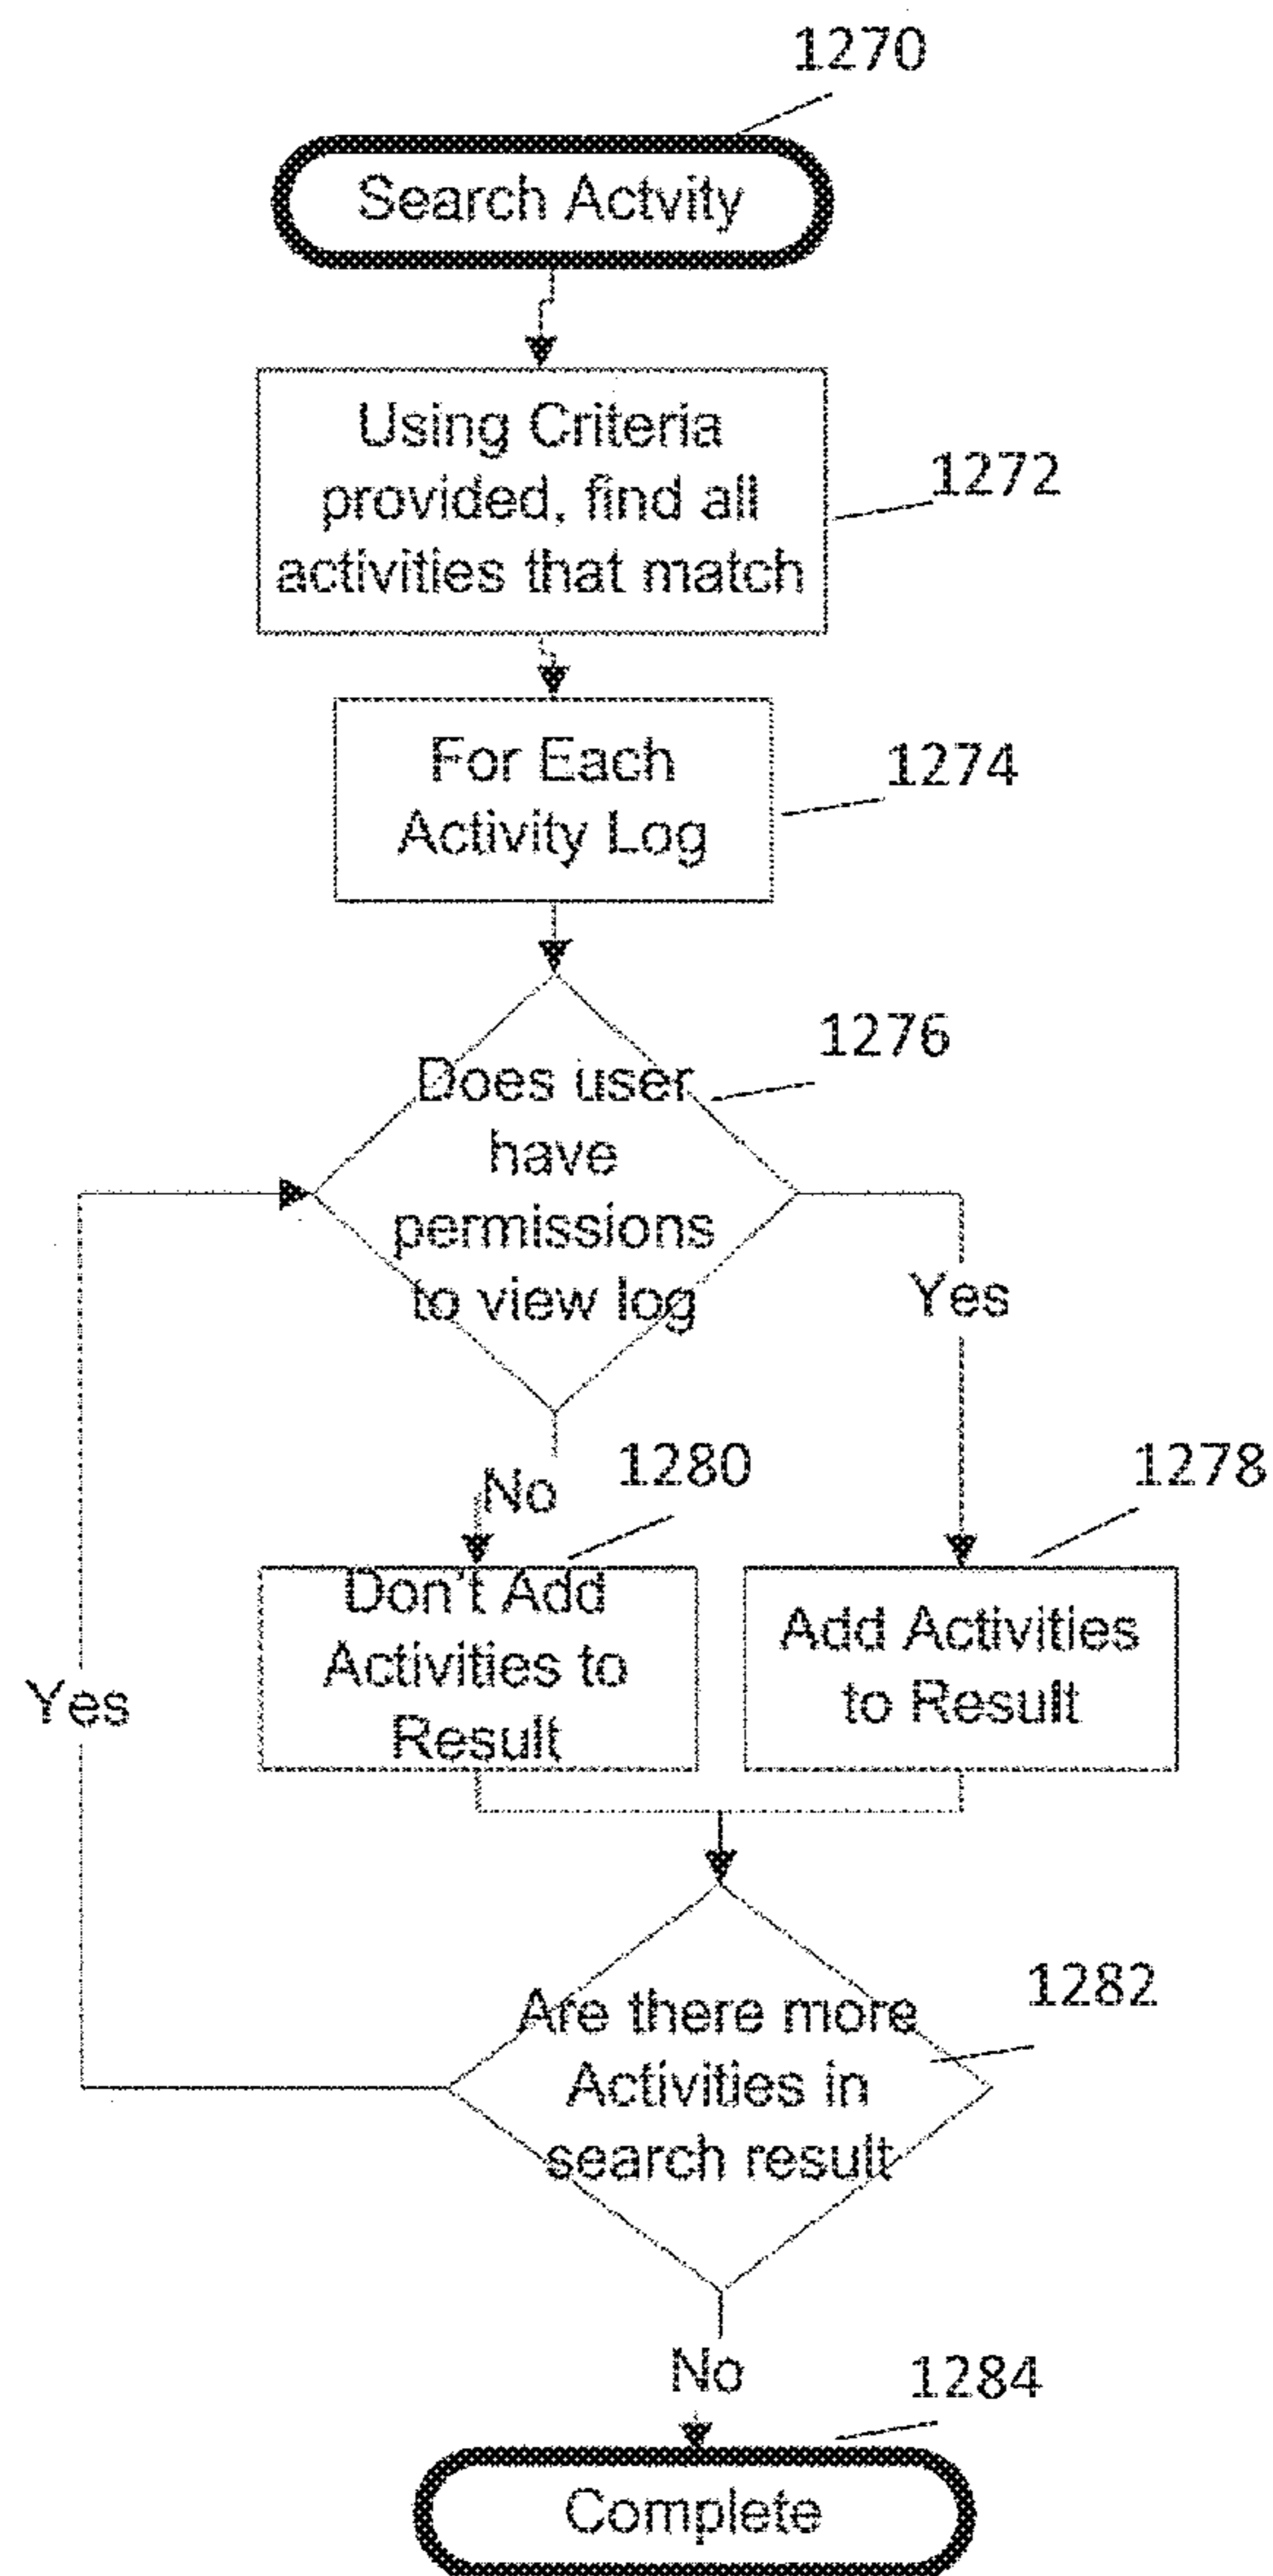 1270
Search Actvity
Using Criteria
provided, find all
activities that match
1272
For Each
Activity Log
1274
1276
Does user
have
permissions
to view log
Yes
No
1280
1278
Don't Add
Activities to
Result
Add Activities
to Result
Yes
Are there more
Activities in
search result
1282
No
1284
Complete